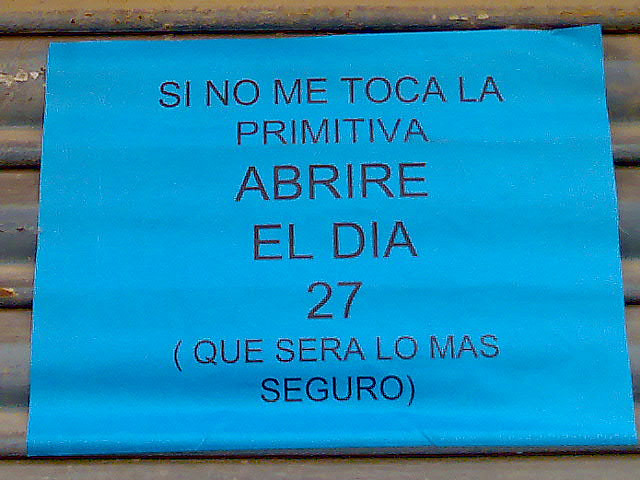 SI NO ME TOCA LA
PRIMITIVA
ABRIRE
EL DIA
27
( QUE SERA LO MAS
SEGURO)